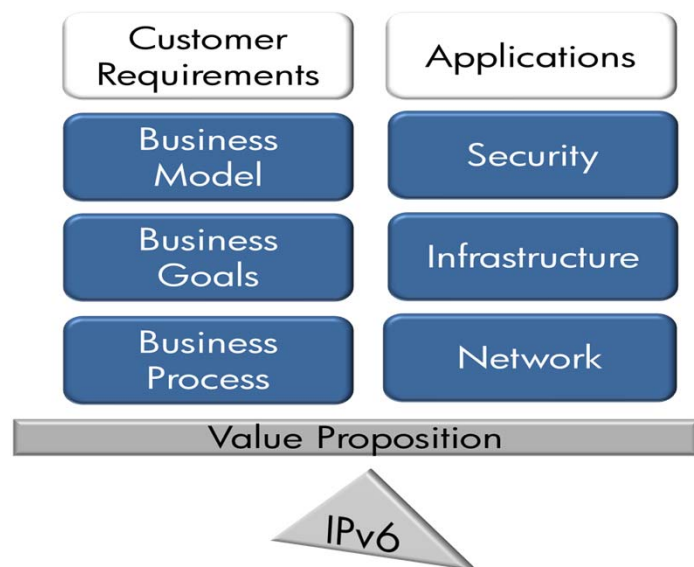 Customer
Requirements
Applications
Business
Model
Security
Business
Goals
Infrastructure
Business
Process
Network
Value Proposition
IPv6